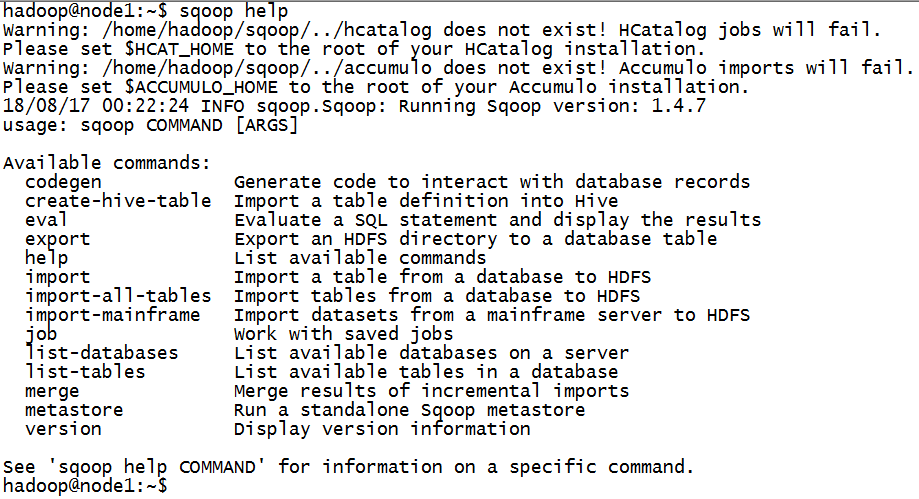 hadoop@node1:~$ sqoop help
Warning: /home/hadoop/sqoop/../hcatalog does not exist! HCatalog jobs will fail.
Please set $HCAT_HOME to the root of your HCatalog installation.
Warning: /home/hadoop/sqoop/../accumulo does not exist! Accumulo imports will fail.
Please set $ACCUMULO_HOME to the root of your Accumulo installation.
18/08/17 00:22:24 INFO sqoop.Sqoop: Running Sqoop version: 1.4.7
usage: sqoop COMMAND [ARGS]

Available commands:
  codegen            Generate code to interact with database records
  create-hive-table  Import a table definition into Hive
  eval               Evaluate a SQL statement and display the results
  export             Export an HDFS directory to a database table
  help               List available commands
  import             Import a table from a database to HDFS
  import-all-tables  Import tables from a database to HDFS
  import-mainframe   Import datasets from a mainframe server to HDFS
  job                Work with saved jobs
  list-databases     List available databases on a server
  list-tables        List available tables in a database
  merge              Merge results of incremental imports
  metastore          Run a standalone Sqoop metastore
  version            Display version information

See 'sqoop help COMMAND' for information on a specific command.
hadoop@node1:~$